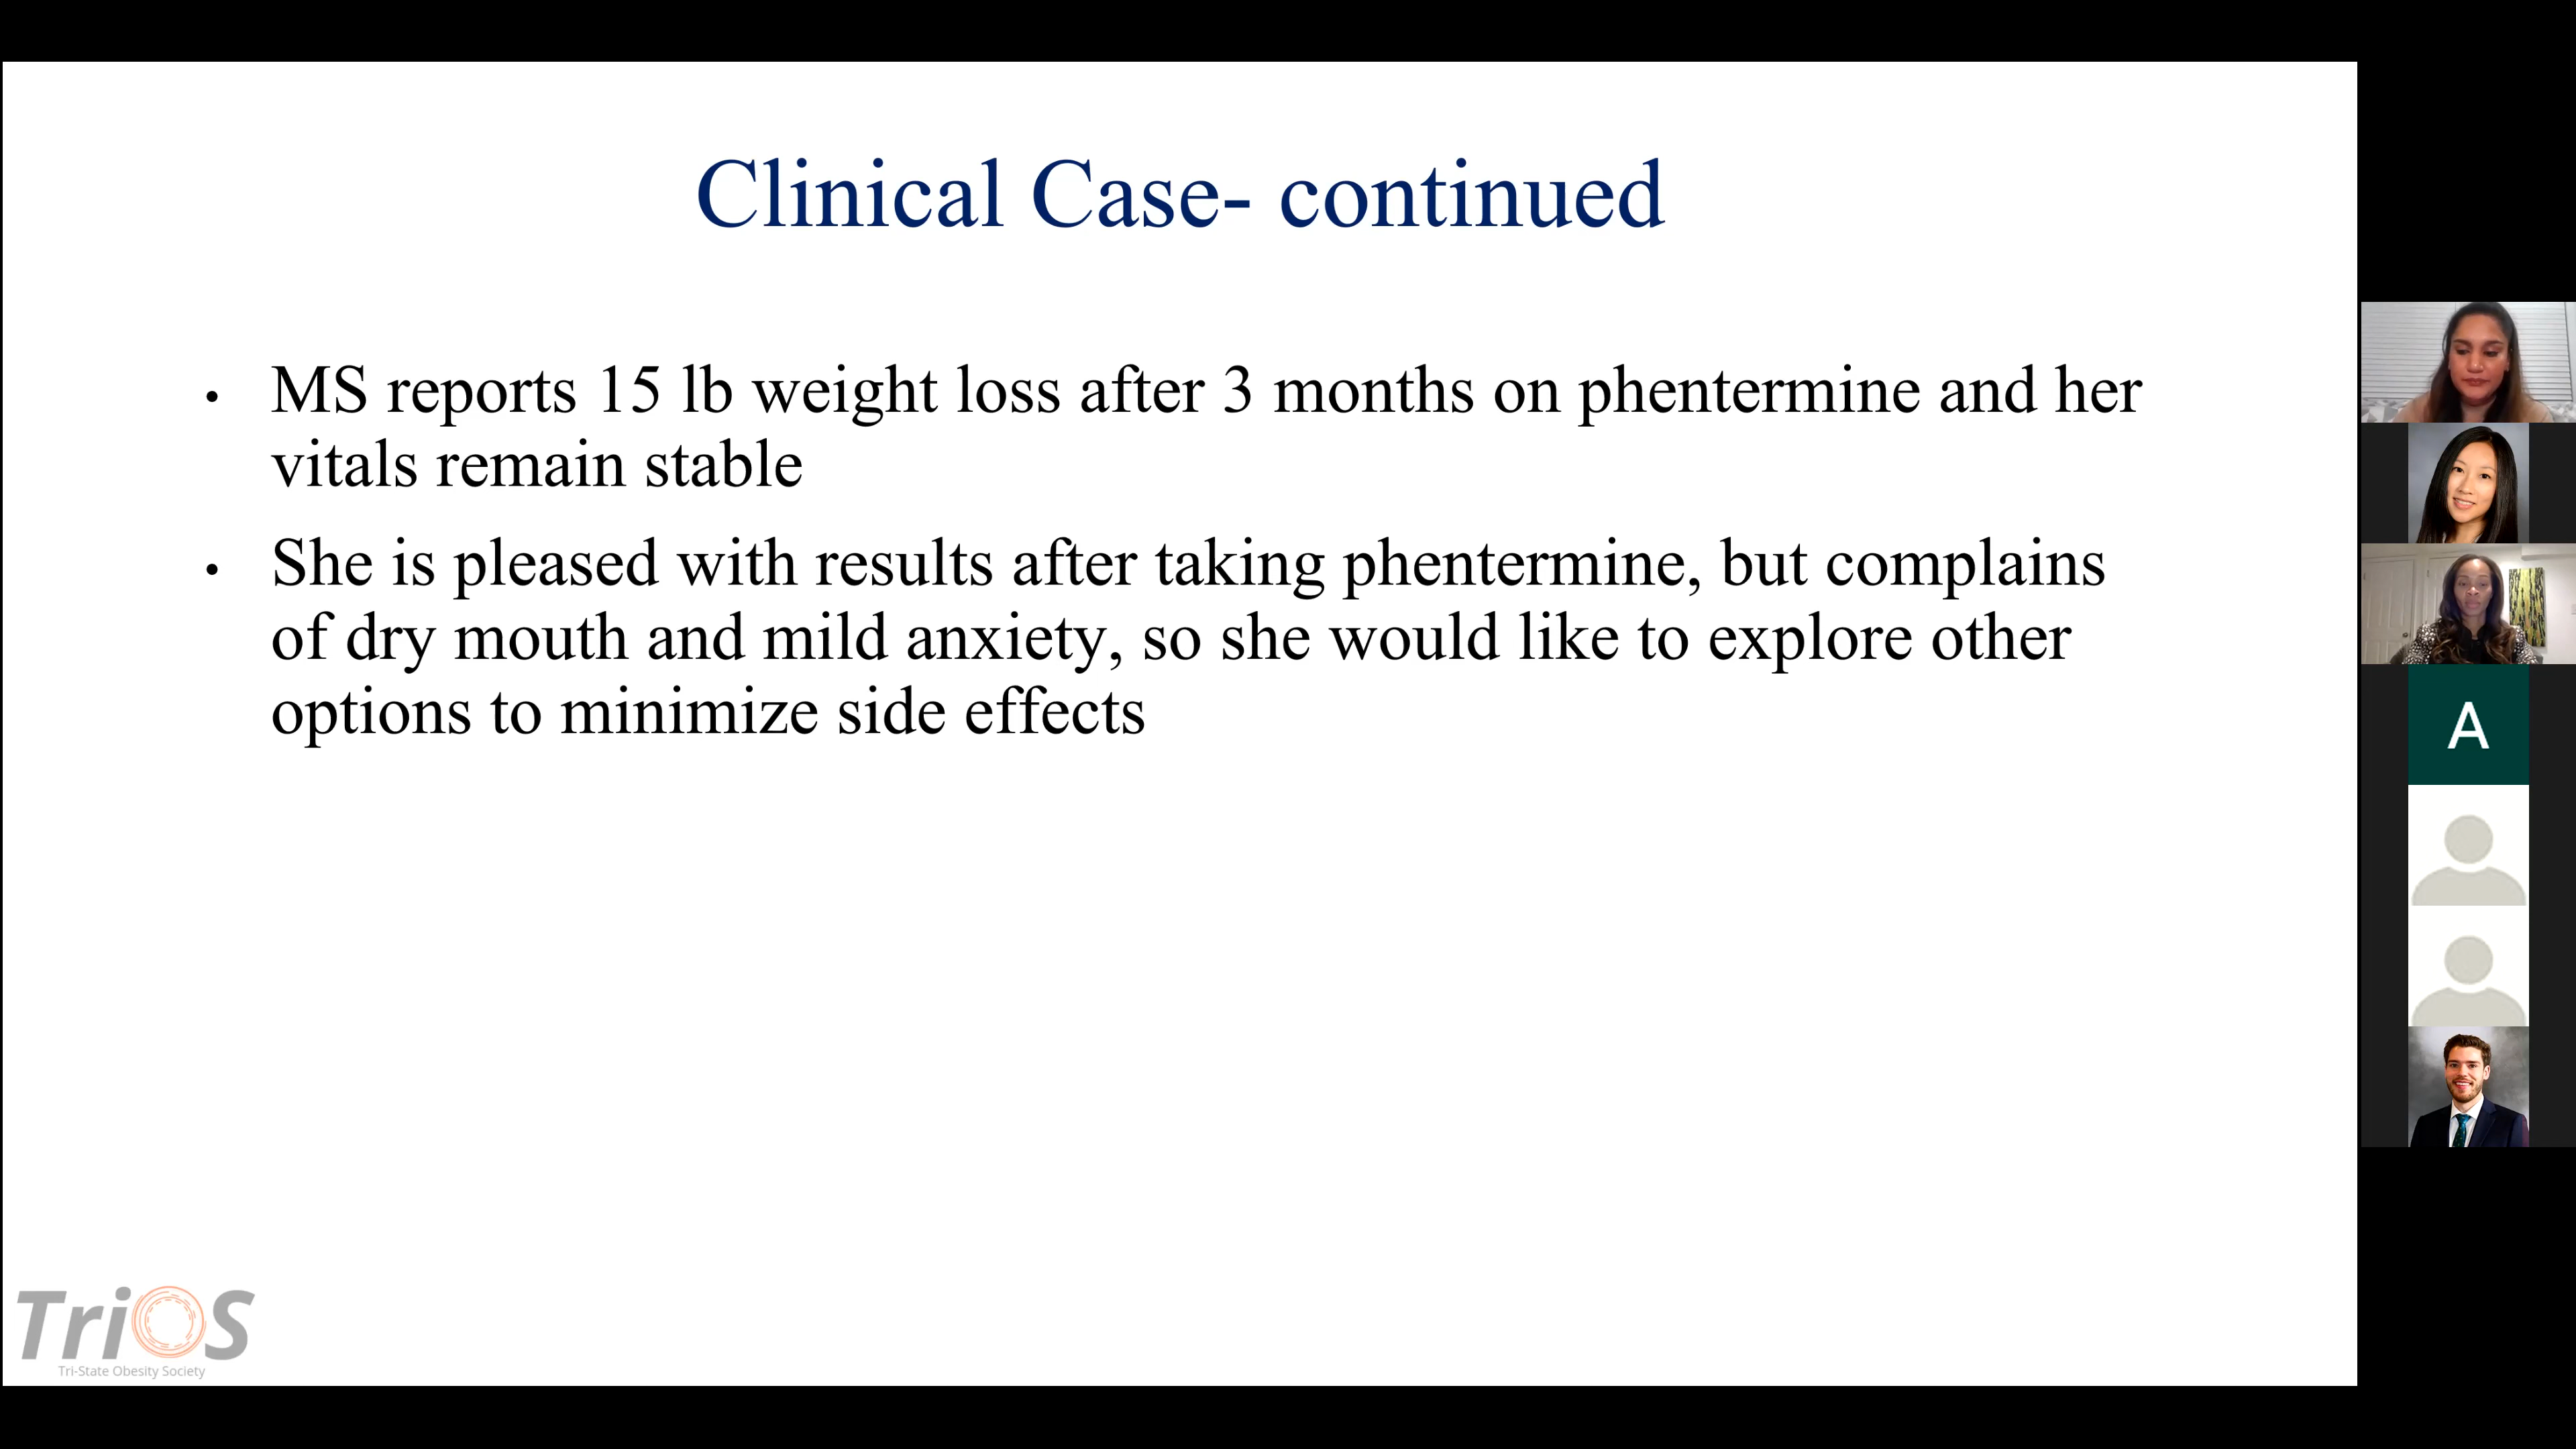 Clinical Case- continued
• MS reports 15 lb weight loss after 3 months on phentermine and her
vitals remain stable
• She is pleased with results after taking phentermine, but complains
of dry mouth and mild anxiety, so she would like to explore other
options to minimize side effects
A
TriOS
Tri-State Obesity Society